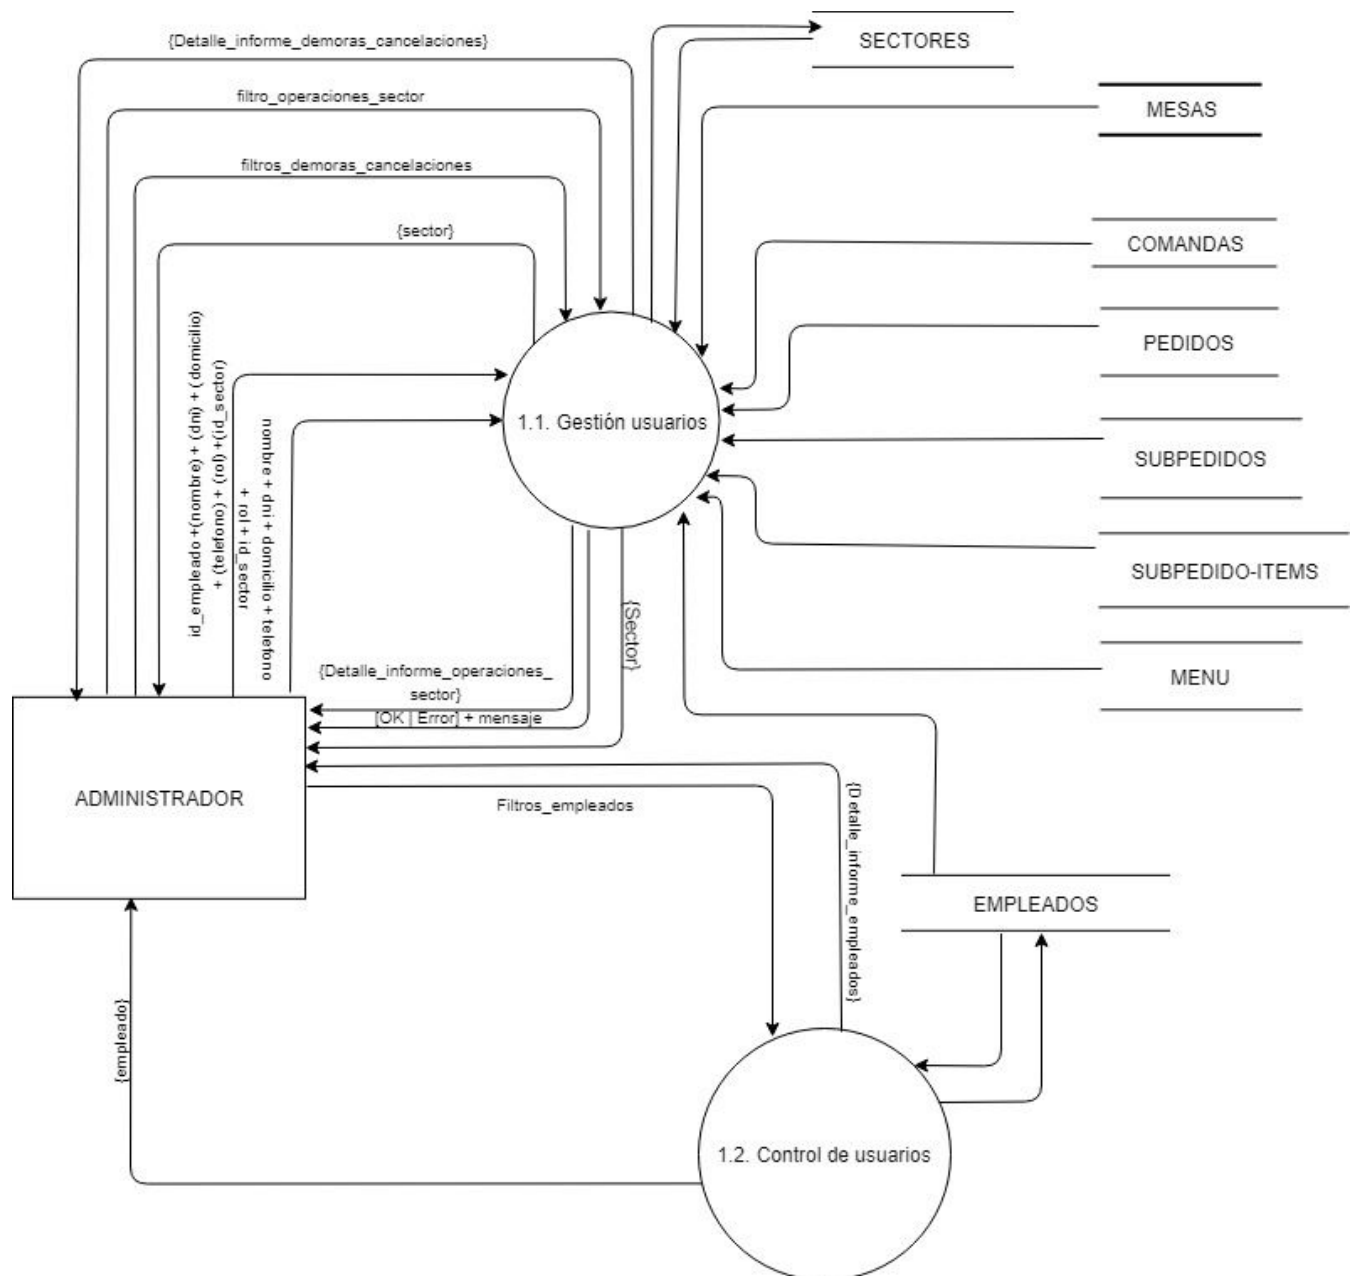 {Detalle_informe_demoras_cancelaciones}
SECTORES
filtro_operaciones_sector
MESAS
filtros_demoras_cancelaciones
{sector}
COMANDAS
PEDIDOS
id_empleado +(nombre) + (dni) + (domicilio)
+ (telefono) + (rol) +(id_sector)
nombre + dni + domicilio + telefono
+ rol + id_sector
1.1. Gestión usuarios
SUBPEDIDOS
SUBPEDIDO-ITEMS
{Sector}
{Detalle_informe_operaciones_
sector}
MENU
[OK | Error] + mensaje
ADMINISTRADOR
Filtros_empleados
{Detalle_informe_empleados}
EMPLEADOS
{empleado}
1.2. Control de usuarios